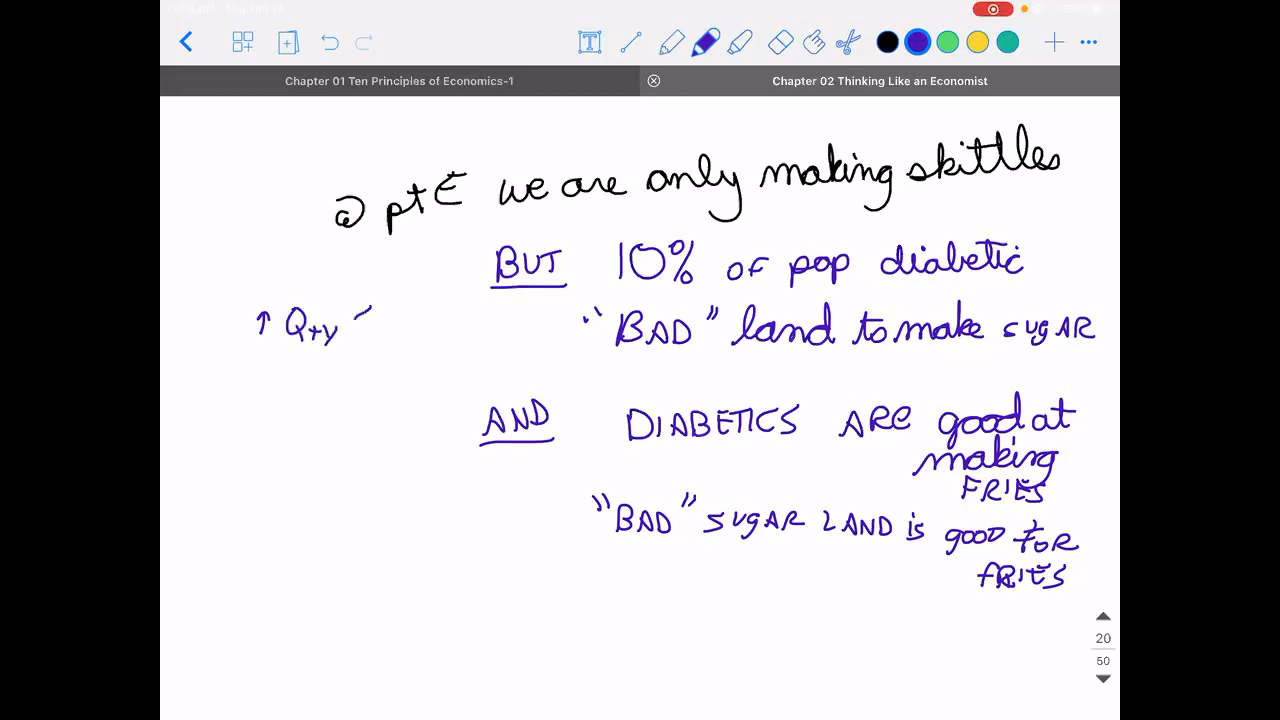 Chapter 01 Ten Principles of Economics-1
Chapter 02 Thinking Like an Economist
@ pt E we are only making skittles
BUT 10% of pop diabetic
↑ Qty
"BAD" land to make SUGAR
AND DIABETICS ARE good at
making
FRIES
"BAD" SUGAR LAND is good FOR
FRIES
20
50